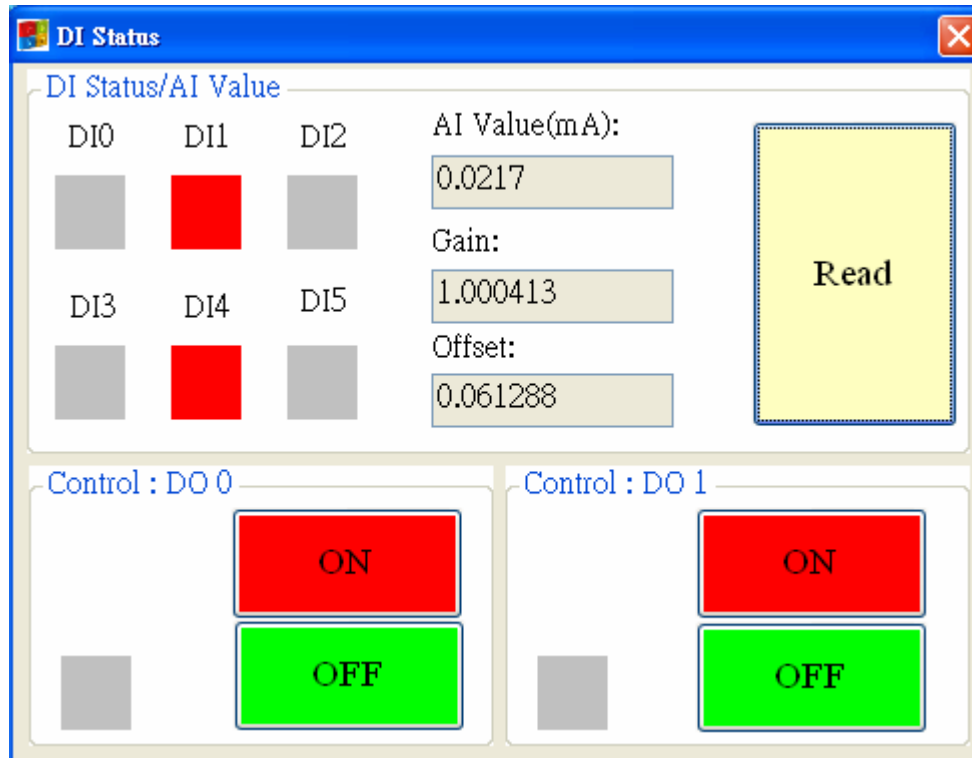 DI Status
DI Status/AI Value
DI0 DI1 DI2
AI Value(mA):
0.0217
Gain:
1.000413
DI3 DI4 DI5
Offset:
0.061288
Read
Control : DO 0
ON
OFF
Control : DO 1
ON
OFF